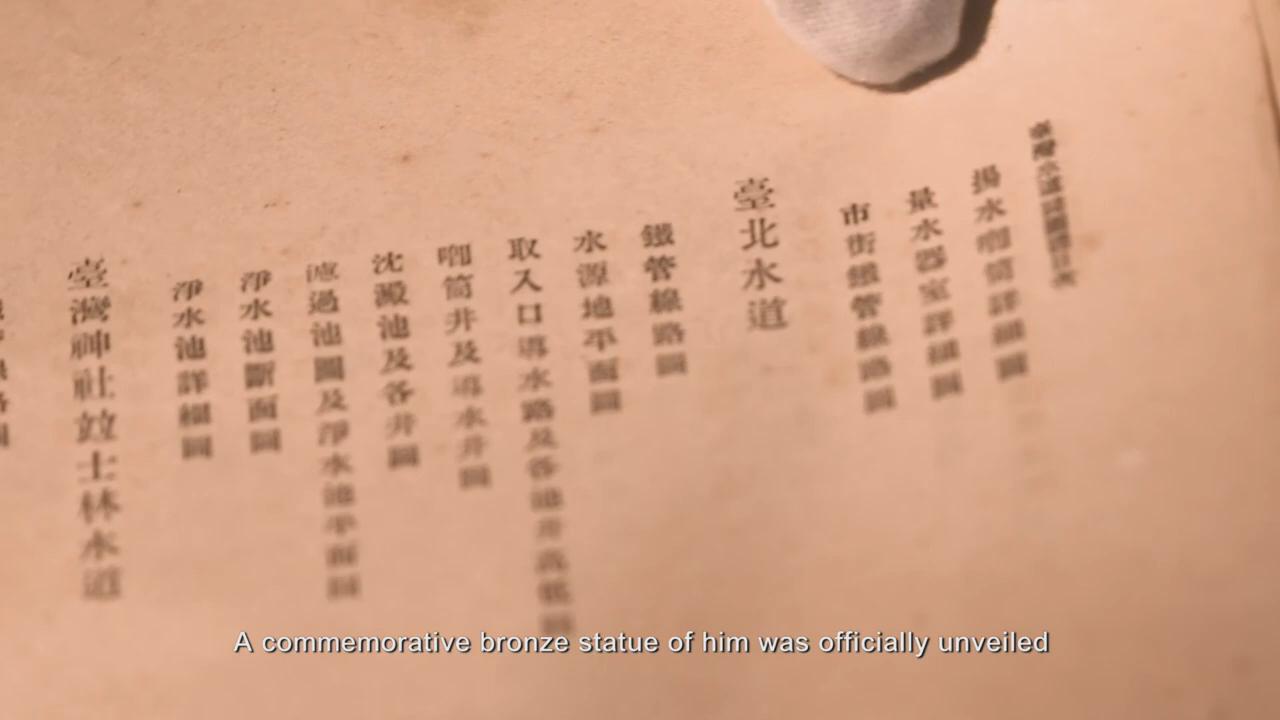 揚水喞筒詳細圖
量水器室詳細圖
市街鐵管線路圖
臺北水道
鐵管線路圖
水源地平面圖
取入口導水路及各池井高低圖
喞筒井及導水井圖
沈澱池及各井圖
濾過池圖及淨水池平面圖
淨水池斷面圖
淨水池詳細圖
臺灣神社竝士林水道
A commemorative bronze statue of him was officially unveiled